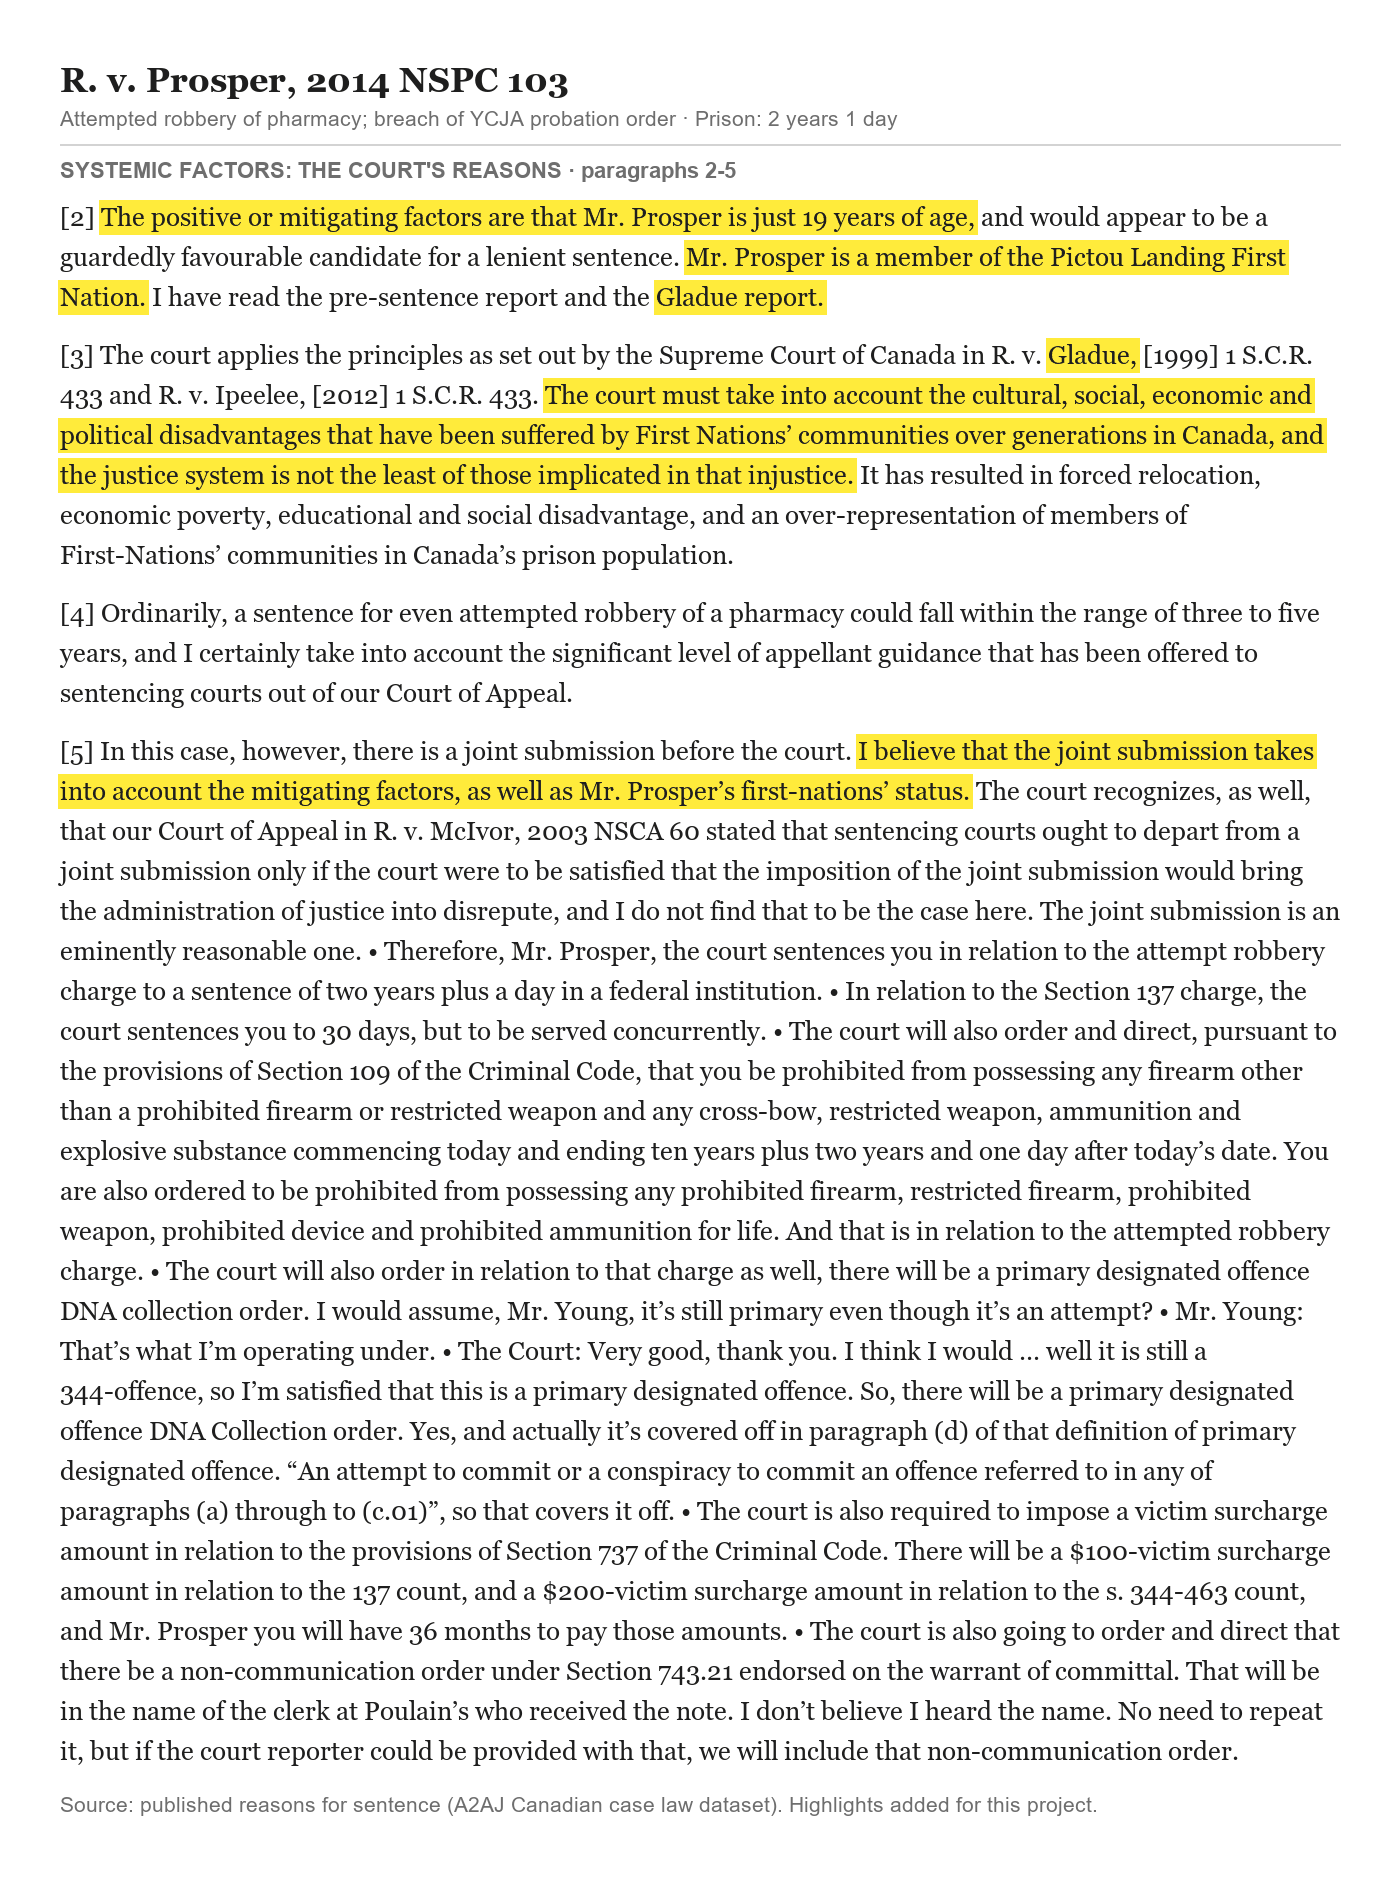 R. v. Prosper, 2014 NSPC 103
Attempted robbery of pharmacy; breach of YCJA probation order · Prison: 2 years 1 day
SYSTEMIC FACTORS: THE COURT'S REASONS · paragraphs 2-5
[2] The positive or mitigating factors are that Mr. Prosper is just 19 years of age, and would appear to be a
guardedly favourable candidate for a lenient sentence. Mr. Prosper is a member of the Pictou Landing First
Nation. I have read the pre-sentence report and the Gladue report.
[3] The court applies the principles as set out by the Supreme Court of Canada in R. v. Gladue, [1999] 1 S.C.R.
433 and R. v. Ipeelee, [2012] 1 S.C.R. 433. The court must take into account the cultural, social, economic and
political disadvantages that have been suffered by First Nations’ communities over generations in Canada, and
the justice system is not the least of those implicated in that injustice. It has resulted in forced relocation,
economic poverty, educational and social disadvantage, and an over-representation of members of
First-Nations’ communities in Canada’s prison population.
[4] Ordinarily, a sentence for even attempted robbery of a pharmacy could fall within the range of three to five
years, and I certainly take into account the significant level of appellant guidance that has been offered to
sentencing courts out of our Court of Appeal.
[5] In this case, however, there is a joint submission before the court. I believe that the joint submission takes
into account the mitigating factors, as well as Mr. Prosper’s first-nations’ status. The court recognizes, as well,
that our Court of Appeal in R. v. McIvor, 2003 NSCA 60 stated that sentencing courts ought to depart from a
joint submission only if the court were to be satisfied that the imposition of the joint submission would bring
the administration of justice into disrepute, and I do not find that to be the case here. The joint submission is an
eminently reasonable one. • Therefore, Mr. Prosper, the court sentences you in relation to the attempt robbery
charge to a sentence of two years plus a day in a federal institution. • In relation to the Section 137 charge, the
court sentences you to 30 days, but to be served concurrently. • The court will also order and direct, pursuant to
the provisions of Section 109 of the Criminal Code, that you be prohibited from possessing any firearm other
than a prohibited firearm or restricted weapon and any cross-bow, restricted weapon, ammunition and
explosive substance commencing today and ending ten years plus two years and one day after today’s date. You
are also ordered to be prohibited from possessing any prohibited firearm, restricted firearm, prohibited
weapon, prohibited device and prohibited ammunition for life. And that is in relation to the attempted robbery
charge. • The court will also order in relation to that charge as well, there will be a primary designated offence
DNA collection order. I would assume, Mr. Young, it’s still primary even though it’s an attempt? • Mr. Young:
That’s what I’m operating under. • The Court: Very good, thank you. I think I would ... well it is still a
344-offence, so I’m satisfied that this is a primary designated offence. So, there will be a primary designated
offence DNA Collection order. Yes, and actually it’s covered off in paragraph (d) of that definition of primary
designated offence. “An attempt to commit or a conspiracy to commit an offence referred to in any of
paragraphs (a) through to (c.01)”, so that covers it off. • The court is also required to impose a victim surcharge
amount in relation to the provisions of Section 737 of the Criminal Code. There will be a $100-victim surcharge
amount in relation to the 137 count, and a $200-victim surcharge amount in relation to the s. 344-463 count,
and Mr. Prosper you will have 36 months to pay those amounts. • The court is also going to order and direct that
there be a non-communication order under Section 743.21 endorsed on the warrant of committal. That will be
in the name of the clerk at Poulain’s who received the note. I don’t believe I heard the name. No need to repeat
it, but if the court reporter could be provided with that, we will include that non-communication order.
Source: published reasons for sentence (A2AJ Canadian case law dataset). Highlights added for this project.